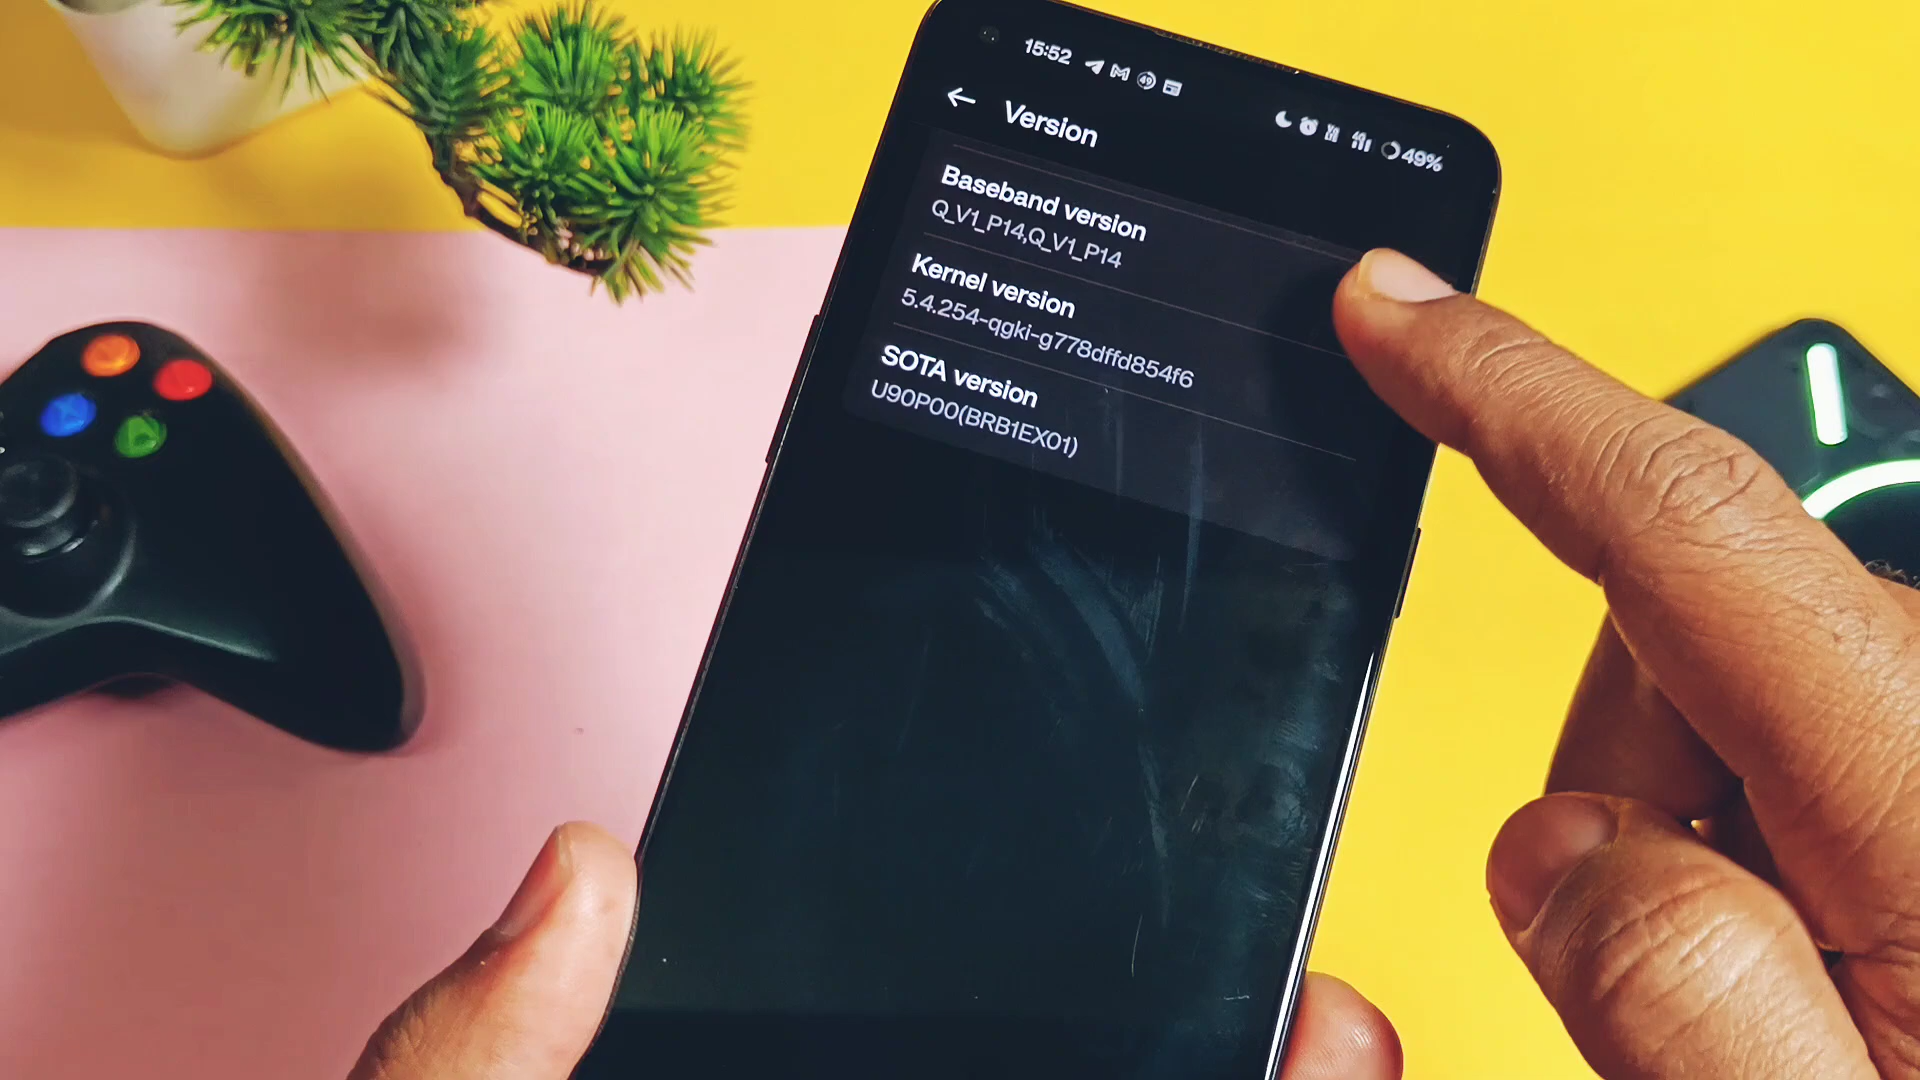 15:52
49
49%
Version
Baseband version
Q_V1_P14,Q_V1_P14
Kernel version
5.4.254-qgki-g778dffd854f6
SOTA version
U90P00(BRB1EX01)